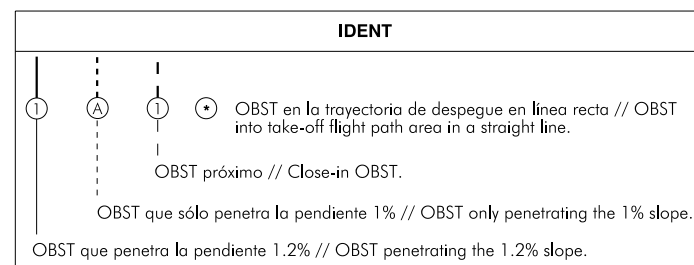 IDENT
1 A 1 * OBST en la trayectoria de despegue en línea recta // OBST
into take-off flight path area in a straight line.
OBST próximo // Close-in OBST.
OBST que sólo penetra la pendiente 1% // OBST only penetrating the 1% slope.
OBST que penetra la pendiente 1.2% // OBST penetrating the 1.2% slope.